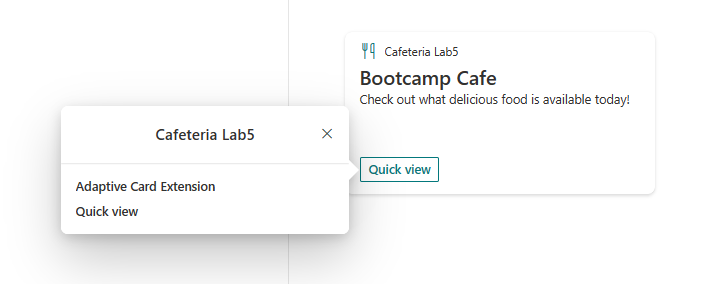 Cafeteria Lab5
Bootcamp Cafe
Check out what delicious food is available today!
Quick view
Cafeteria Lab5
Adaptive Card Extension
Quick view